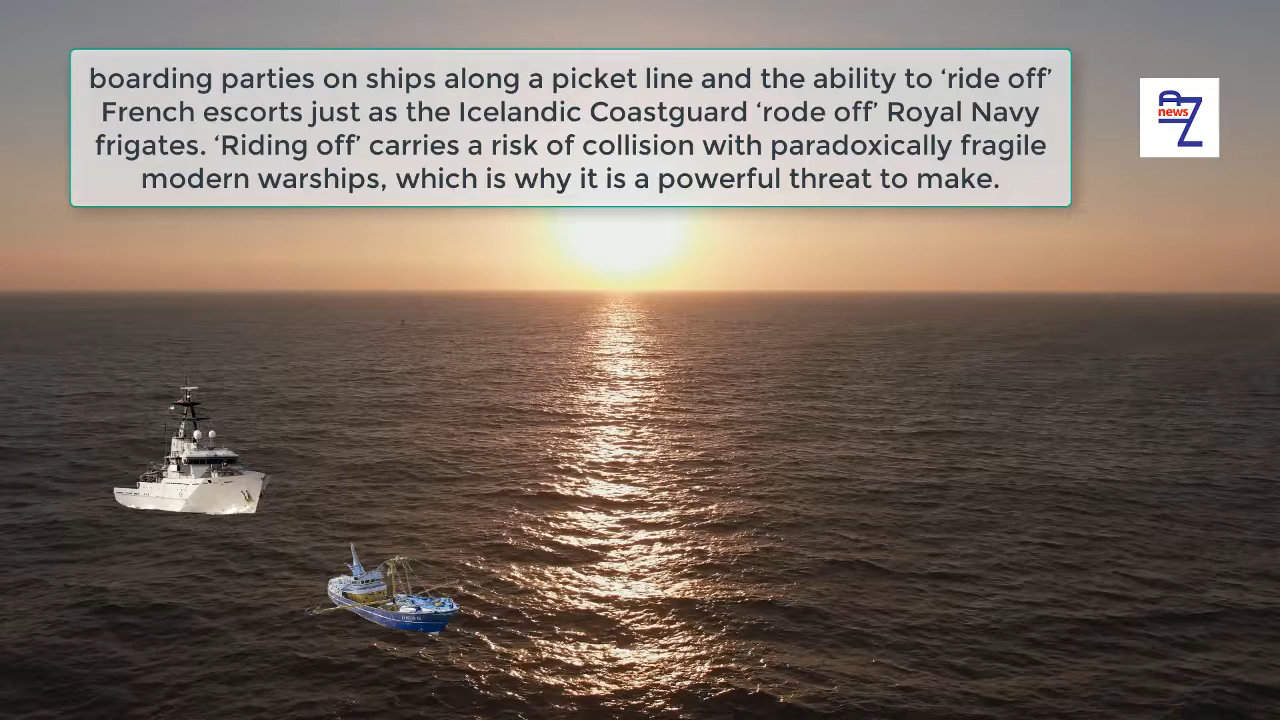 boarding parties on ships along a picket line and the ability to ‘ride off’
French escorts just as the Icelandic Coastguard ‘rode off’ Royal Navy
frigates. ‘Riding off’ carries a risk of collision with paradoxically fragile
modern warships, which is why it is a powerful threat to make.
AZ
news